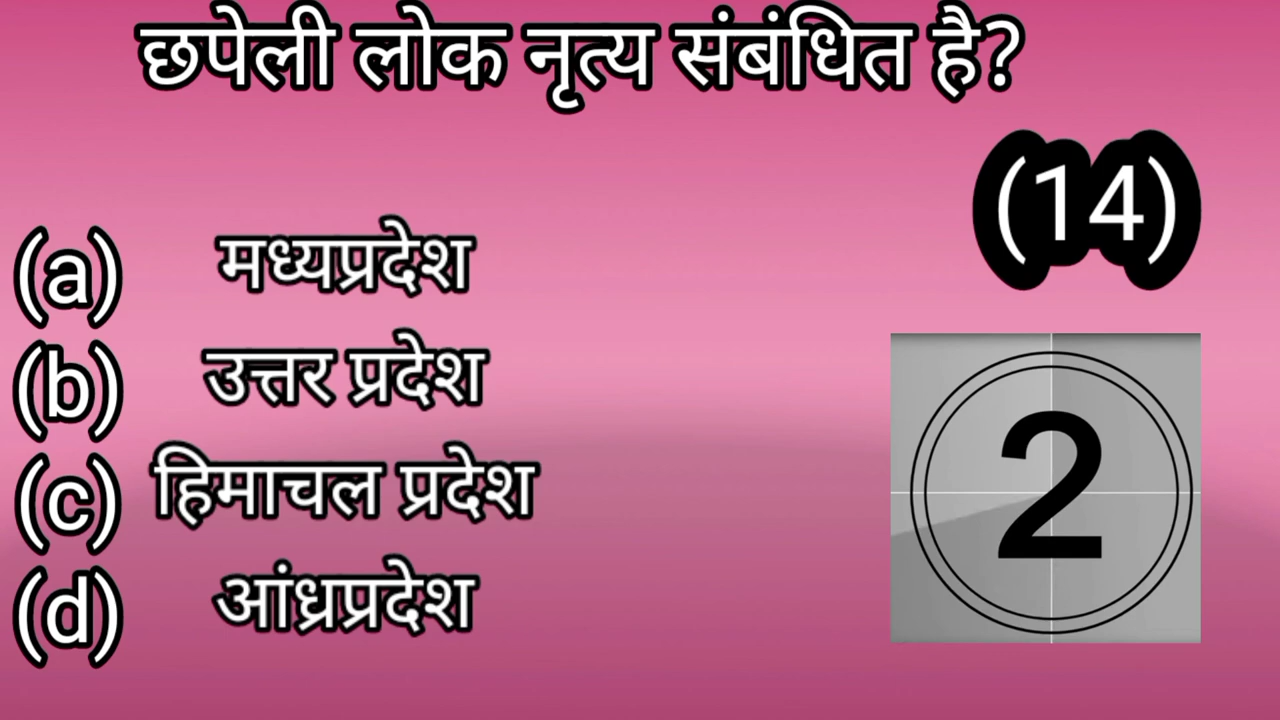 छपेली लोक नृत्य संबंधित है?
(14)
(a) मध्यप्रदेश
(b) उत्तर प्रदेश
(c) हिमाचल प्रदेश
(d) आंध्रप्रदेश
2